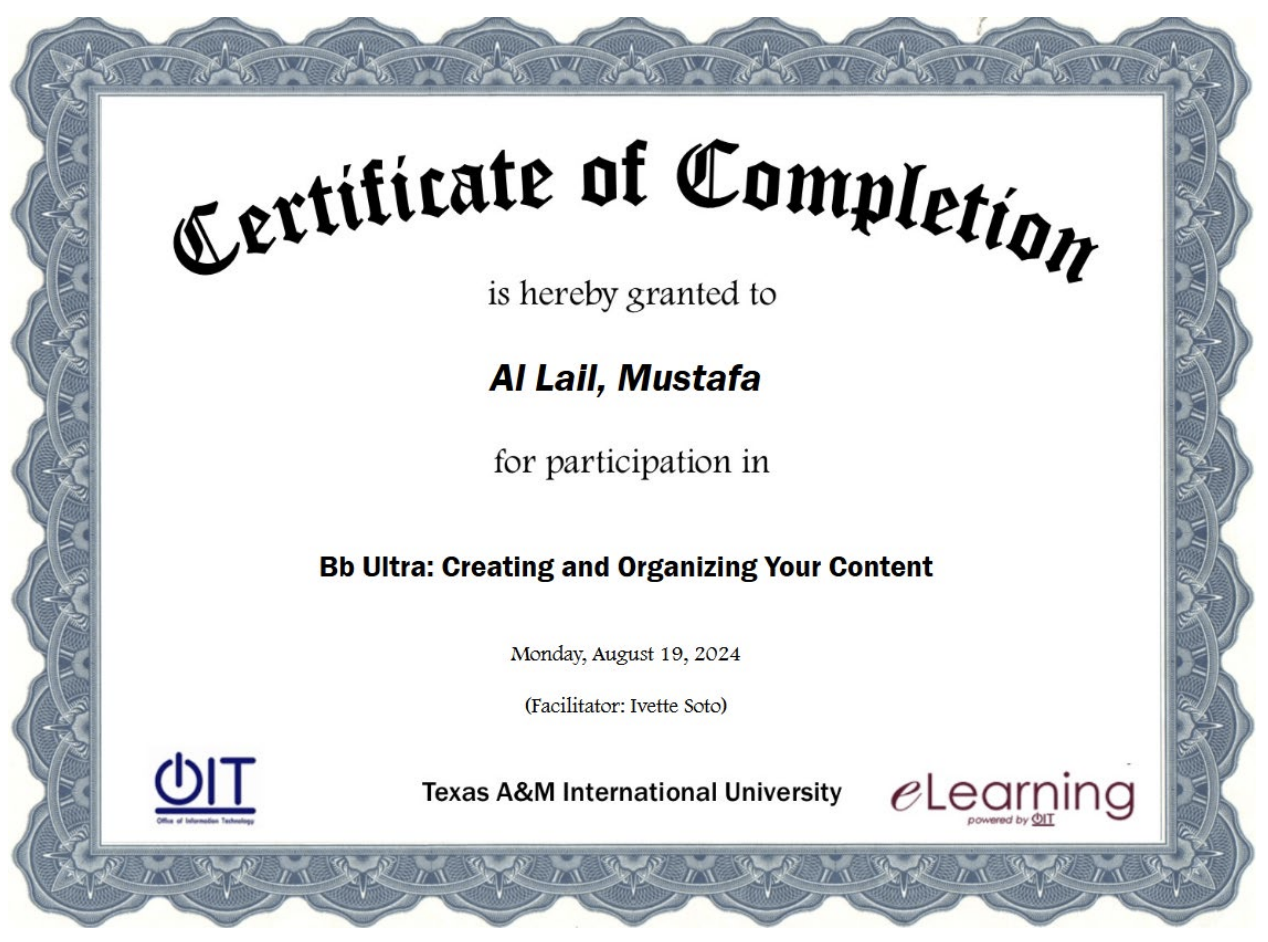 Certificate of Completion
is hereby granted to
Al Lail, Mustafa
for participation in
Bb Ultra: Creating and Organizing Your Content
Monday, August 19, 2024
(Facilitator: Ivette Soto)
OIT
Office of Information Technology
Texas A&M International University
eLearning
powered by OIT